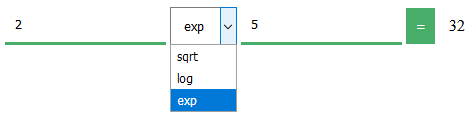 2 exp 5 = 32
sqrt
log
exp